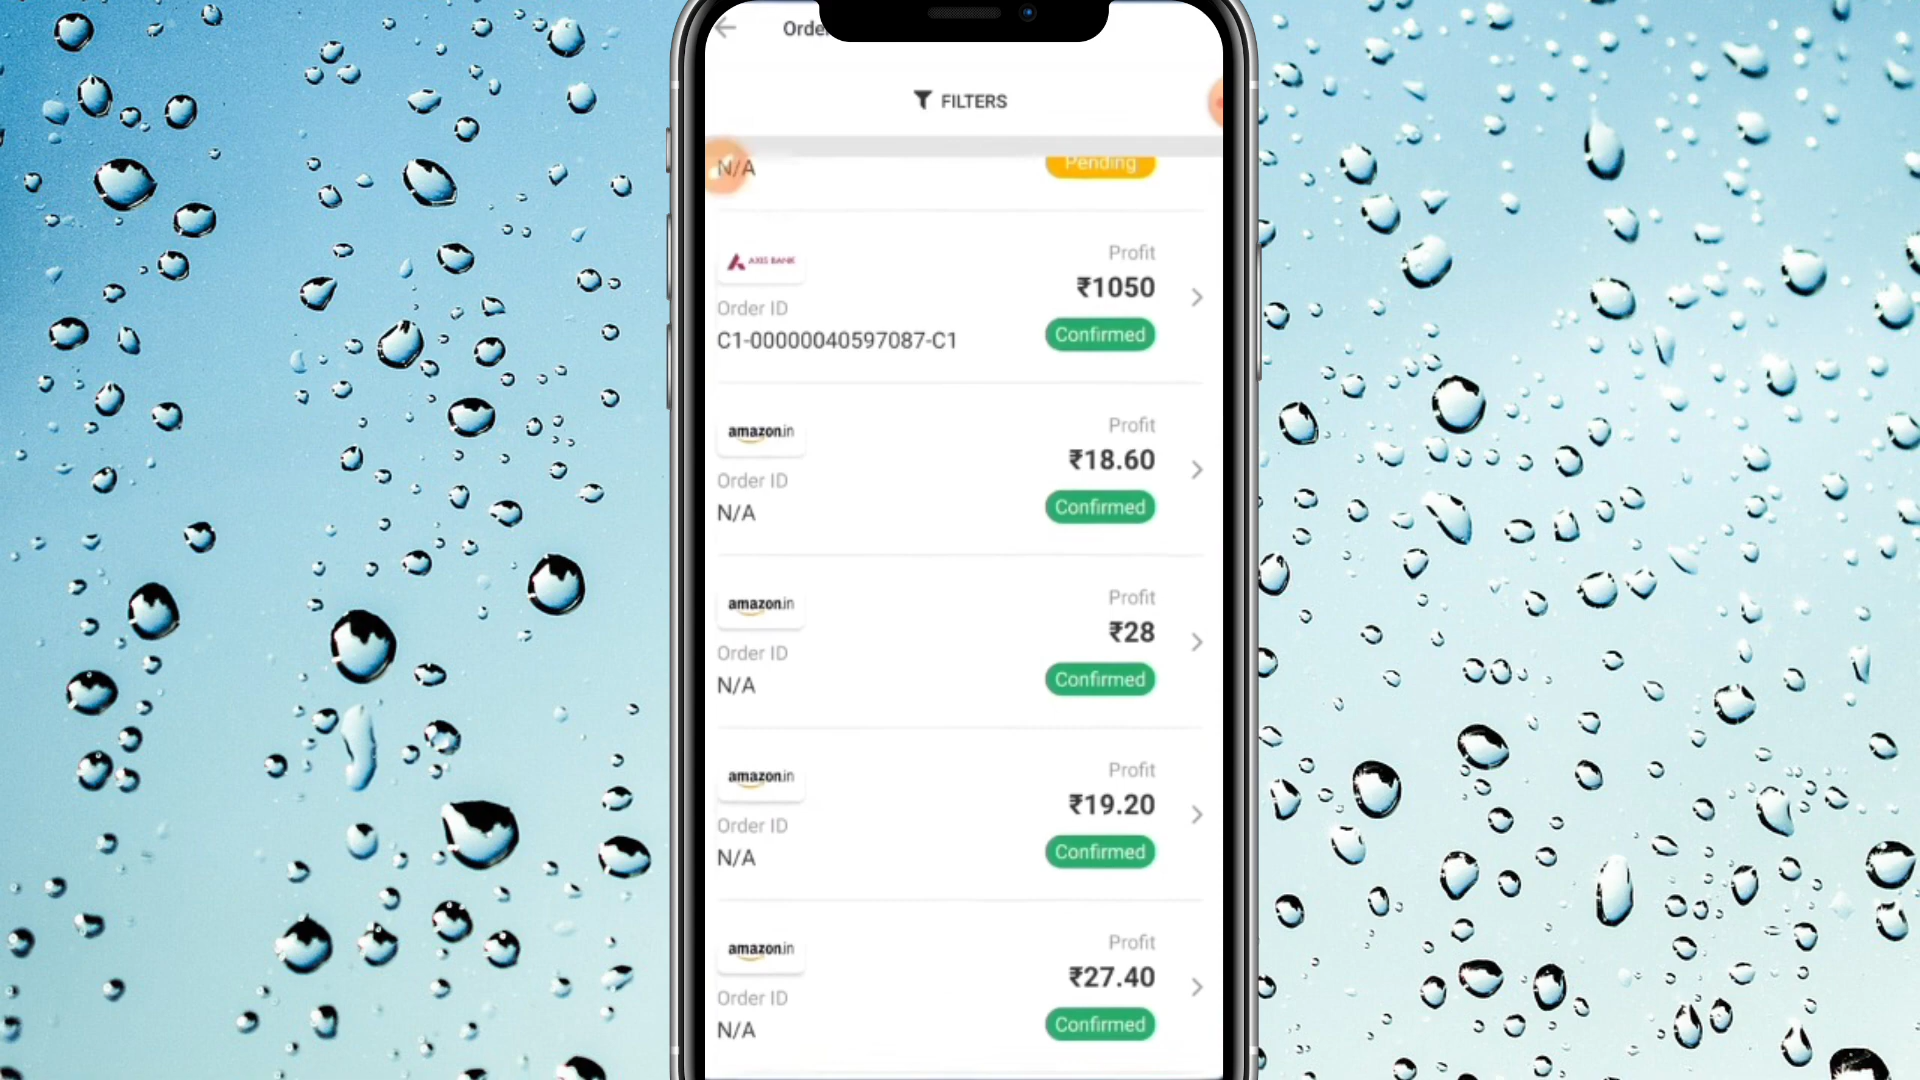 Orde
FILTERS
N/A
Pending
AXIS BANK
Profit
₹1050
Order ID
C1-00000040597087-C1
Confirmed
amazon.in
Profit
₹18.60
Order ID
N/A
Confirmed
amazon.in
Profit
₹28
Order ID
N/A
Confirmed
amazon.in
Profit
₹19.20
Order ID
N/A
Confirmed
amazon.in
Profit
₹27.40
Order ID
N/A
Confirmed